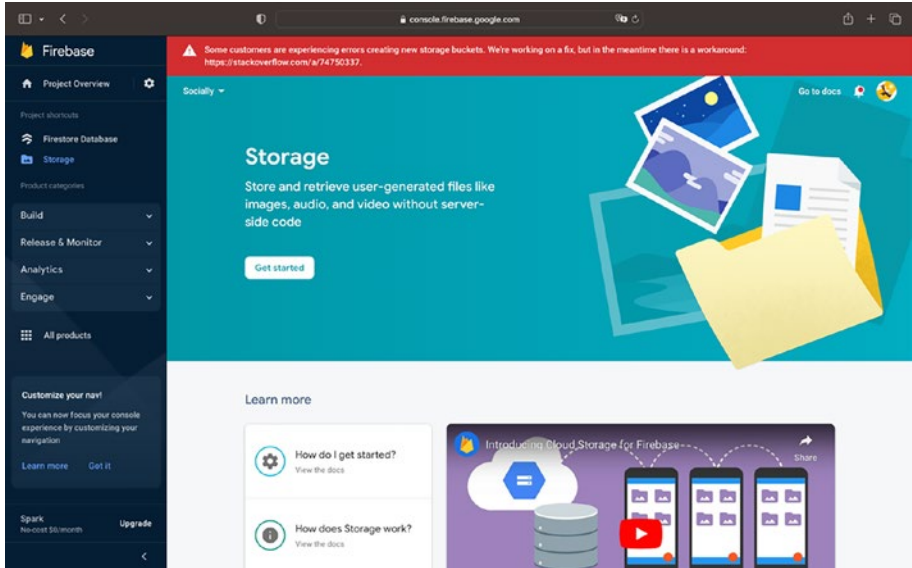 console.firebase.google.com
Firebase
Project Overview
Project shortcuts
Firestore Database
Storage
Product categories
Build
Release & Monitor
Analytics
Engage
All products
Customize your nav!
You can now focus your console
experience by customizing your
navigation
Learn more Got it
Spark
No-cost $0/month
Upgrade
Some customers are experiencing errors creating new storage buckets. We're working on a fix, but in the meantime there is a workaround:
https://stackoverflow.com/a/74750337.
Socially
Go to docs
Storage
Store and retrieve user-generated files like
images, audio, and video without server-
side code
Get started
Learn more
How do I get started?
View the docs
How does Storage work?
View the docs
Introducing Cloud Storage for Firebase
Share